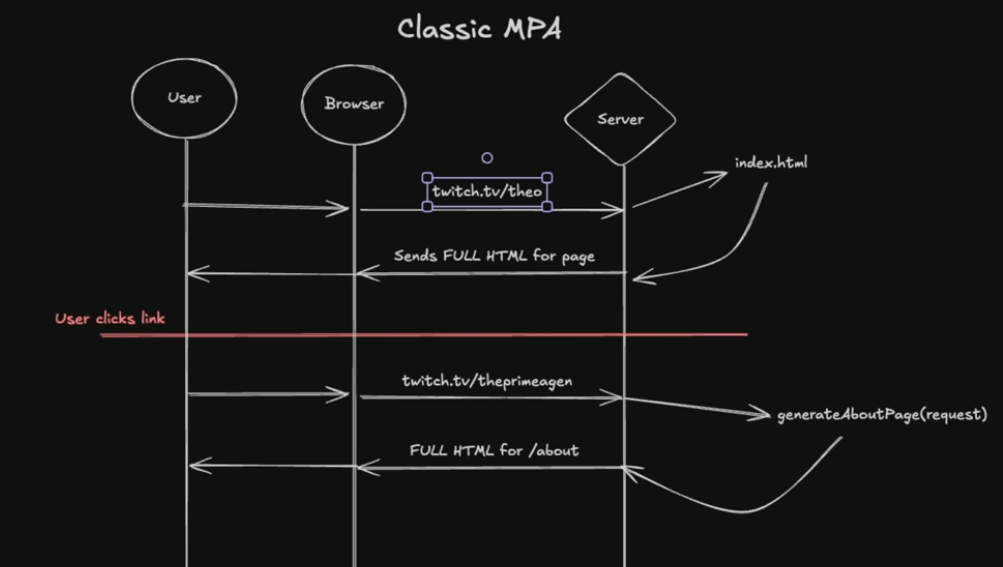 Classic MPA
User
Browser
Server
index.html
twitch.tv/theo
Sends FULL HTML for page
User clicks link
twitch.tv/theprimeagen
generateAboutPage(request)
FULL HTML for /about